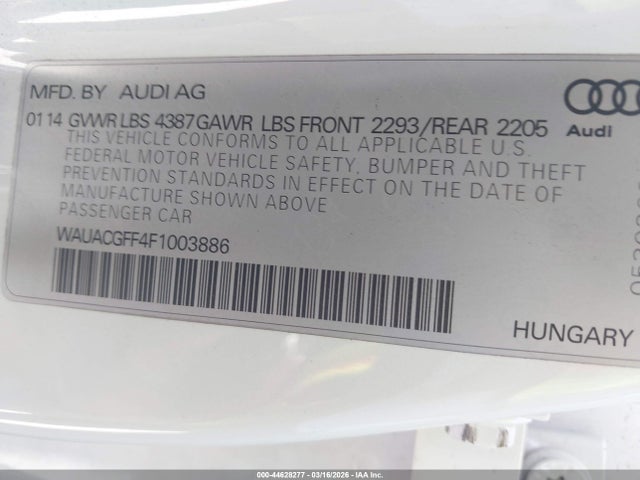 MFD. BY AUDI AG
01 14 GVWR LBS 4387 GAWR LBS FRONT 2293/REAR 2205
Audi
THIS VEHICLE CONFORMS TO ALL APPLICABLE U.S.
FEDERAL MOTOR VEHICLE SAFETY, BUMPER AND THEFT
PREVENTION STANDARDS IN EFFECT ON THE DATE OF
MANUFACTURE SHOWN ABOVE
PASSENGER CAR
WAUACGFF4F1003886
HUNGARY
000-44628277 - 03/16/2026 - IAAI.COM